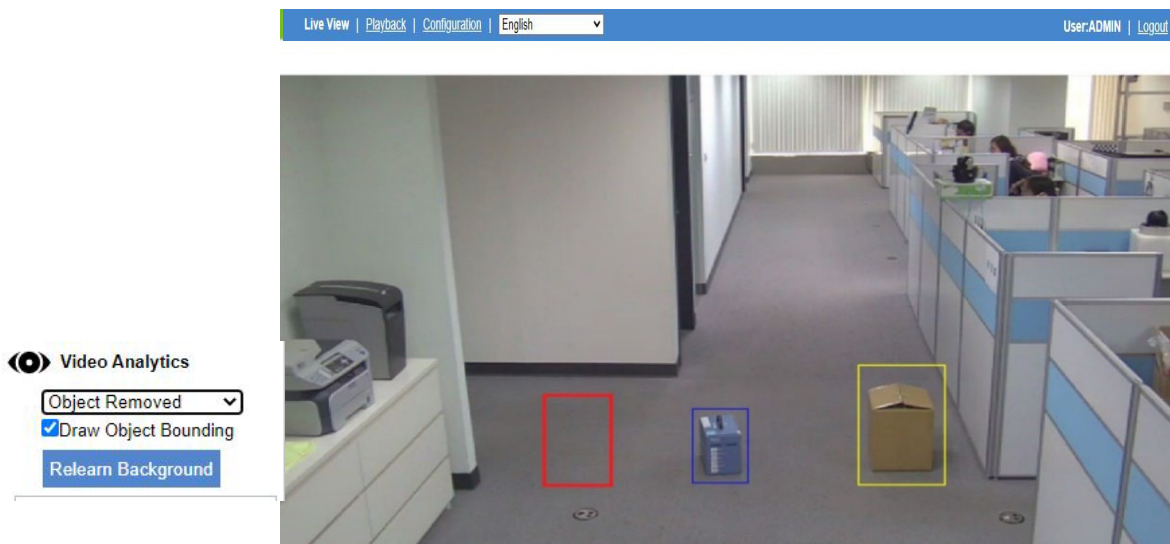 Live View | Playback | Configuration | English
User:ADMIN | Logout
Video Analytics
Object Removed
Draw Object Bounding
Relearn Background